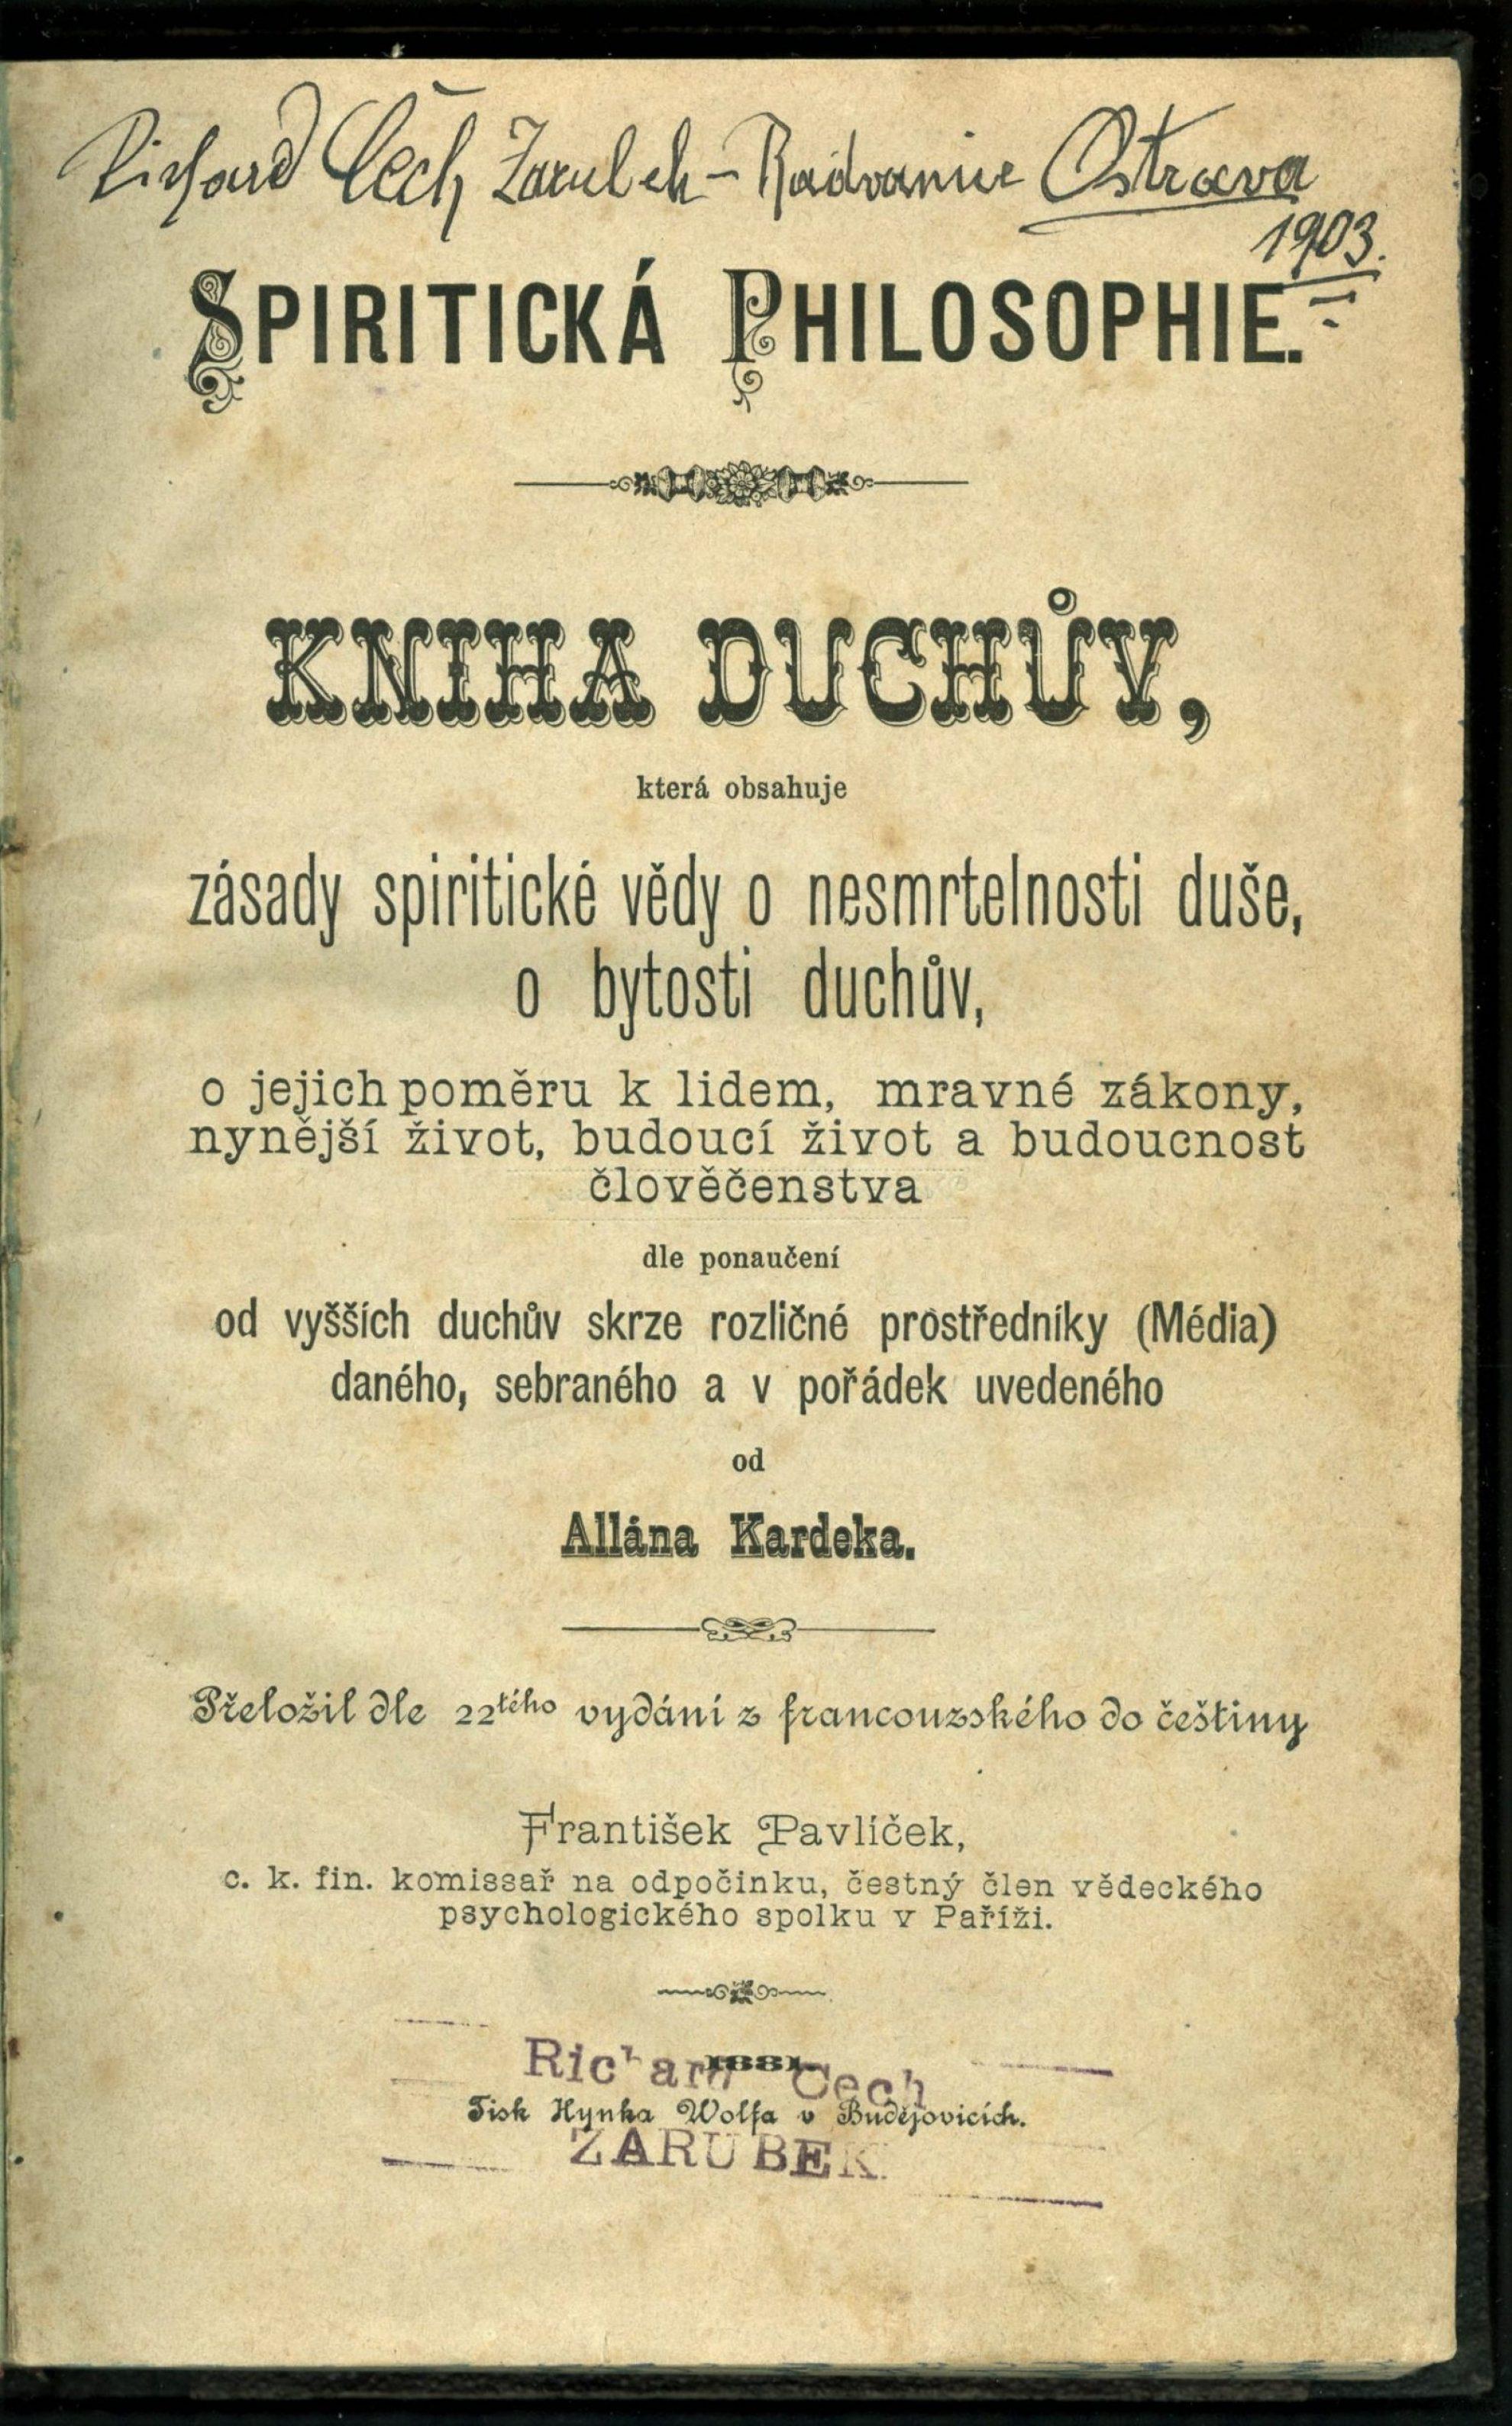 Richard Čech Zarubek - Radvanice Ostrava
1903.
SPIRITICKÁ PHILOSOPHIE.
KNIHA DUCHŮV,
která obsahuje
zásady spiritické vědy o nesmrtelnosti duše,
o bytosti duchův,
o jejich poměru k lidem, mravné zákony,
nynější život, budoucí život a budoucnost
člověčenstva
dle ponaučení
od vyšších duchův skrze rozličné prostředniky (Média)
daného, sebraného a v pořádek uvedeného
od
Allána Kardeka.
Přeložil dle 22tého vydání z francouzského do češtiny
František Pavlíček,
c. k. fin. komissař na odpočinku, čestný člen vědeckého
psychologického spolku v Paříži.
1881
Richard Čech
Tisk Hynka Wolfa v Budějovicích.
ZARUBEK